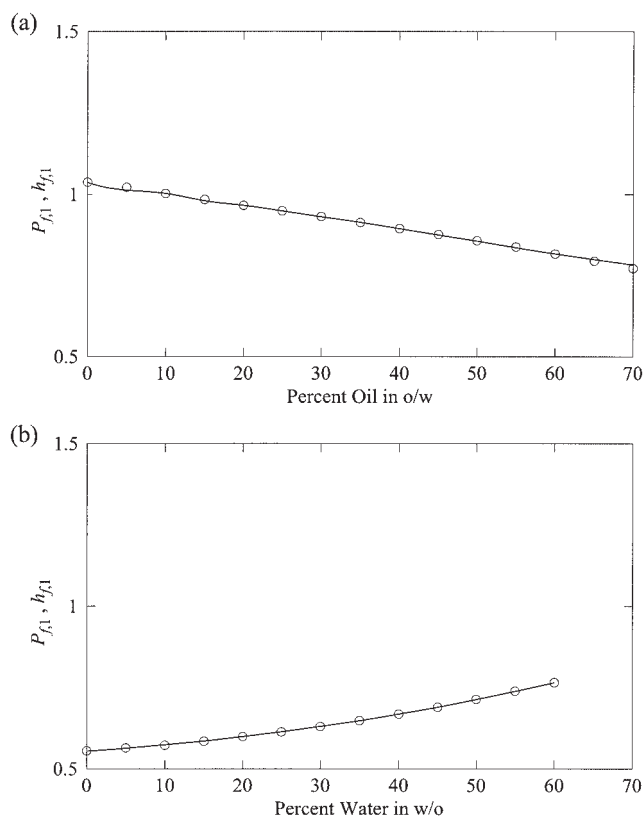 (a)
1.5
1
0.5
P_{f,1} , h_{f,1}
0 10 20 30 40 50 60 70
Percent Oil in o/w
(b)
1.5
1
0.5
P_{f,1} , h_{f,1}
0 10 20 30 40 50 60 70
Percent Water in w/o